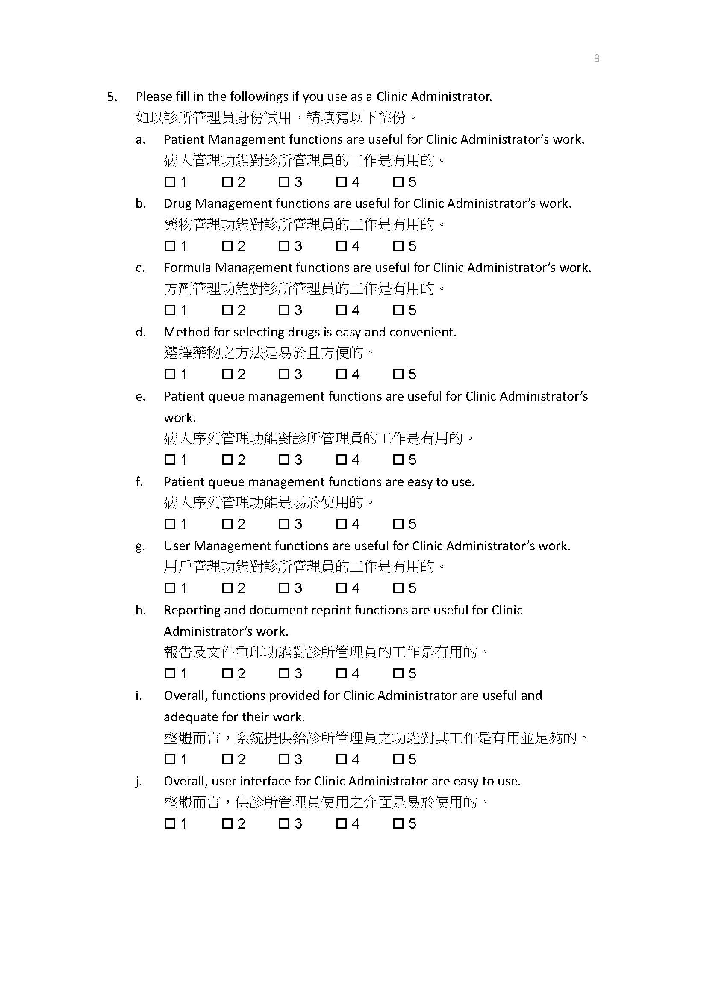 3
5. Please fill in the followings if you use as a Clinic Administrator.
如以診所管理員身份試用，請填寫以下部份。
a. Patient Management functions are useful for Clinic Administrator’s work.
病人管理功能對診所管理員的工作是有用的。
☐ 1 ☐ 2 ☐ 3 ☐ 4 ☐ 5
b. Drug Management functions are useful for Clinic Administrator’s work.
藥物管理功能對診所管理員的工作是有用的。
☐ 1 ☐ 2 ☐ 3 ☐ 4 ☐ 5
c. Formula Management functions are useful for Clinic Administrator’s work.
方劑管理功能對診所管理員的工作是有用的。
☐ 1 ☐ 2 ☐ 3 ☐ 4 ☐ 5
d. Method for selecting drugs is easy and convenient.
選擇藥物之方法是易於且方便的。
☐ 1 ☐ 2 ☐ 3 ☐ 4 ☐ 5
e. Patient queue management functions are useful for Clinic Administrator’s
work.
病人序列管理功能對診所管理員的工作是有用的。
☐ 1 ☐ 2 ☐ 3 ☐ 4 ☐ 5
f. Patient queue management functions are easy to use.
病人序列管理功能是易於使用的。
☐ 1 ☐ 2 ☐ 3 ☐ 4 ☐ 5
g. User Management functions are useful for Clinic Administrator’s work.
用戶管理功能對診所管理員的工作是有用的。
☐ 1 ☐ 2 ☐ 3 ☐ 4 ☐ 5
h. Reporting and document reprint functions are useful for Clinic
Administrator’s work.
報告及文件重印功能對診所管理員的工作是有用的。
☐ 1 ☐ 2 ☐ 3 ☐ 4 ☐ 5
i. Overall, functions provided for Clinic Administrator are useful and
adequate for their work.
整體而言，系統提供給診所管理員之功能對其工作是有用並足夠的。
☐ 1 ☐ 2 ☐ 3 ☐ 4 ☐ 5
j. Overall, user interface for Clinic Administrator are easy to use.
整體而言，供診所管理員使用之介面是易於使用的。
☐ 1 ☐ 2 ☐ 3 ☐ 4 ☐ 5